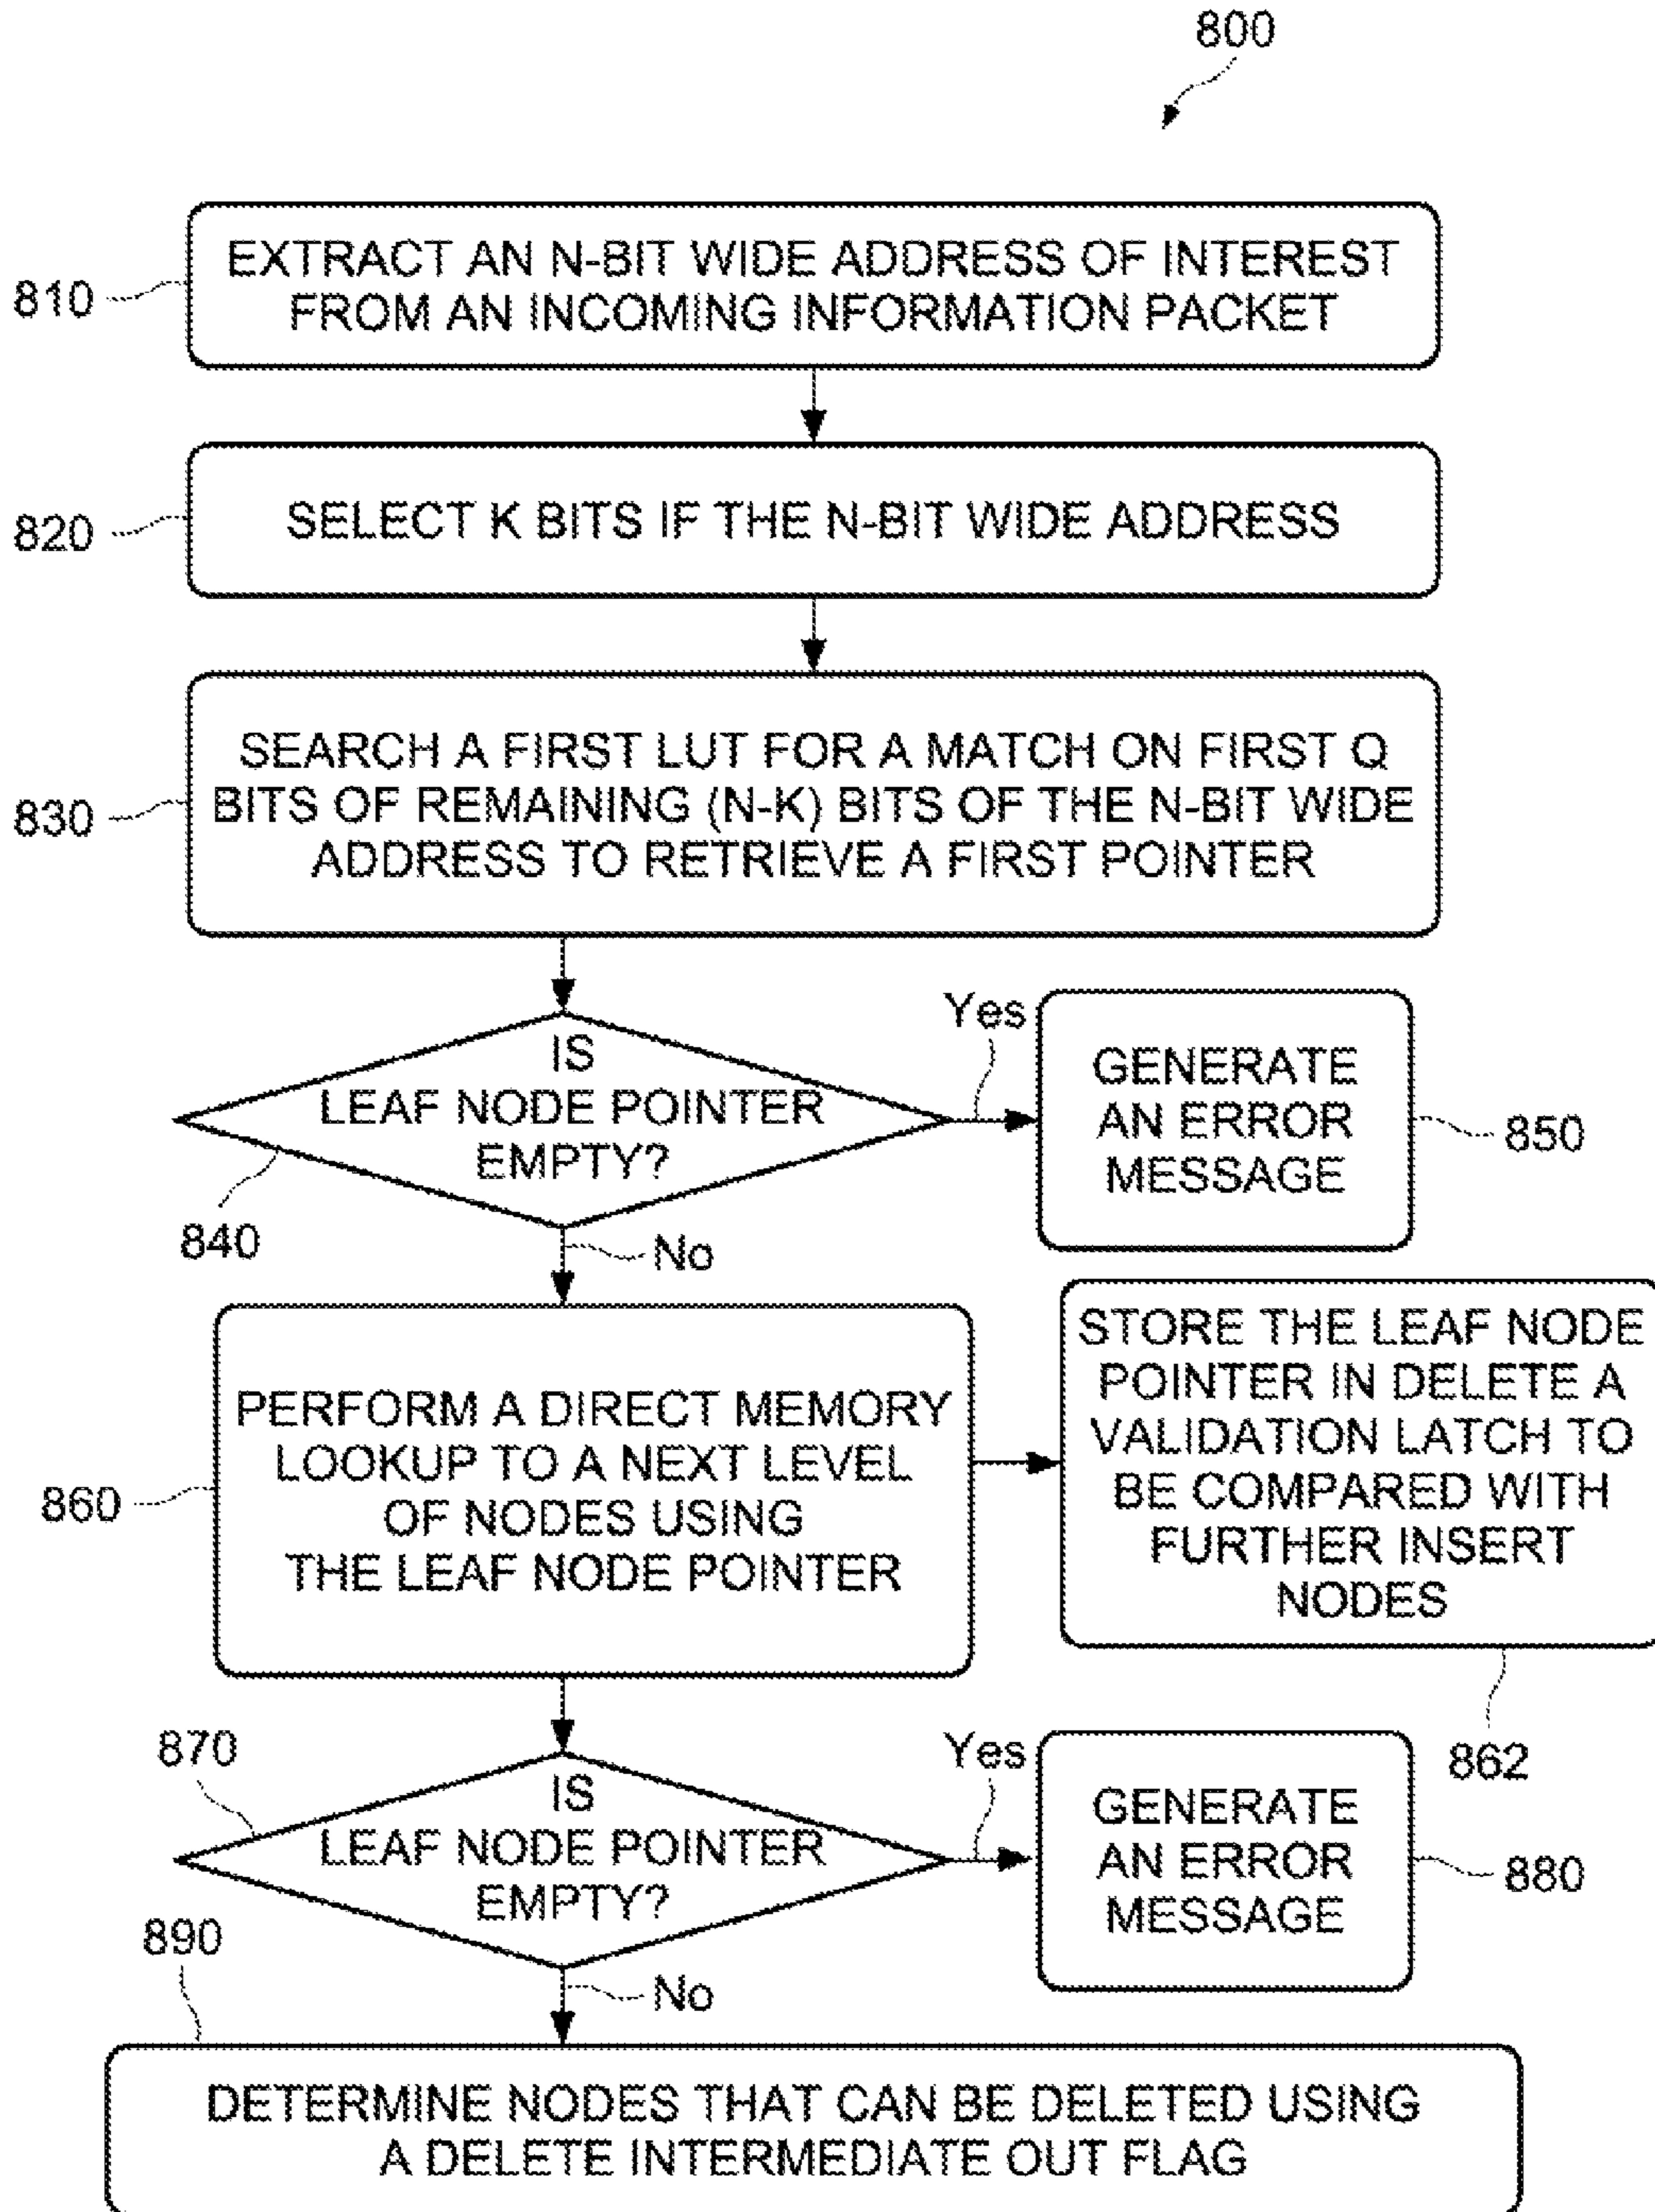 800
810
EXTRACT AN N-BIT WIDE ADDRESS OF INTEREST
FROM AN INCOMING INFORMATION PACKET
820
SELECT K BITS IF THE N-BIT WIDE ADDRESS
830
SEARCH A FIRST LUT FOR A MATCH ON FIRST Q
BITS OF REMAINING (N-K) BITS OF THE N-BIT WIDE
ADDRESS TO RETRIEVE A FIRST POINTER
IS
LEAF NODE POINTER
EMPTY?
840
Yes
GENERATE
AN ERROR
MESSAGE
850
No
860
PERFORM A DIRECT MEMORY
LOOKUP TO A NEXT LEVEL
OF NODES USING
THE LEAF NODE POINTER
STORE THE LEAF NODE
POINTER IN DELETE A
VALIDATION LATCH TO
BE COMPARED WITH
FURTHER INSERT
NODES
862
870
IS
LEAF NODE POINTER
EMPTY?
Yes
GENERATE
AN ERROR
MESSAGE
880
No
890
DETERMINE NODES THAT CAN BE DELETED USING
A DELETE INTERMEDIATE OUT FLAG